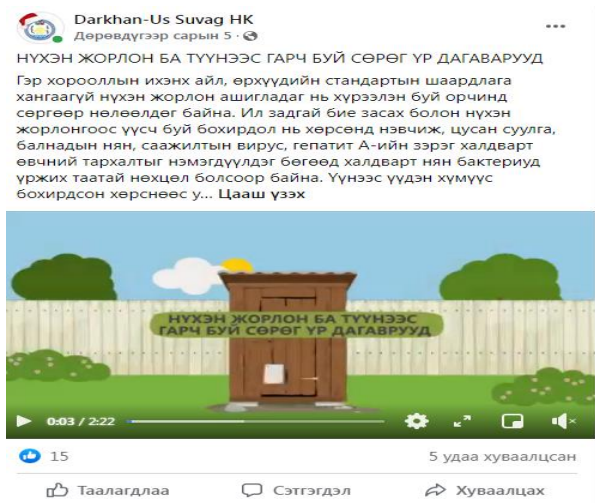 Darkhan-Us Suvag HK
Дөрөвдүгээр сарын 5 ·
НҮХЭН ЖОРЛОН БА ТҮҮНЭЭС ГАРЧ БУЙ СӨРӨГ ҮР ДАГАВАРУУД
Гэр хорооллын ихэнх айл, өрхүүдийн стандартын шаардлага
хангаагүй нүхэн жорлон ашигладаг нь хүрээлэн буй орчинд
сөргөөр нөлөөлдөг байна. Ил задгай бие засах болон нүхэн
жорлонгоос үүсч буй бохирдол нь хөрсөнд нэвчиж, цусан суулга,
балнадын нян, саажилтын вирус, гепатит А-ийн зэрэг халдварт
өвчний тархалтыг нэмэгдүүлдэг бөгөөд халдварт нян бактериуд
үржих таатай нөхцөл болсоор байна. Үүнээс үүдэн хүмүүс
бохирдсон хөрснөөс у... Цааш үзэх
НҮХЭН ЖОРЛОН БА ТҮҮНЭЭС
ГАРЧ БУЙ СӨРӨГ ҮР ДАГАВРУУД
0:03 / 2:22
15
5 удаа хуваалцсан
Таалагдлаа Сэтгэгдэл Хуваалцах